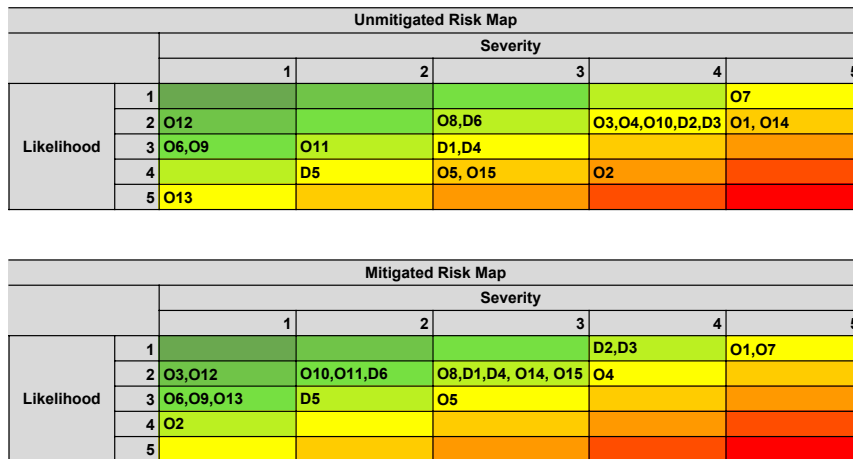 Unmitigated Risk Map
Severity
1 2 3 4 5
1 O7
2 O12 O8,D6 O3,O4,O10,D2,D3 O1, O14
Likelihood 3 O6,O9 O11 D1,D4
4 D5 O5, O15 O2
5 O13
Mitigated Risk Map
Severity
1 2 3 4 5
1 D2,D3 O1,O7
2 O3,O12 O10,O11,D6 O8,D1,D4, O14, O15 O4
Likelihood 3 O6,O9,O13 D5 O5
4 O2
5